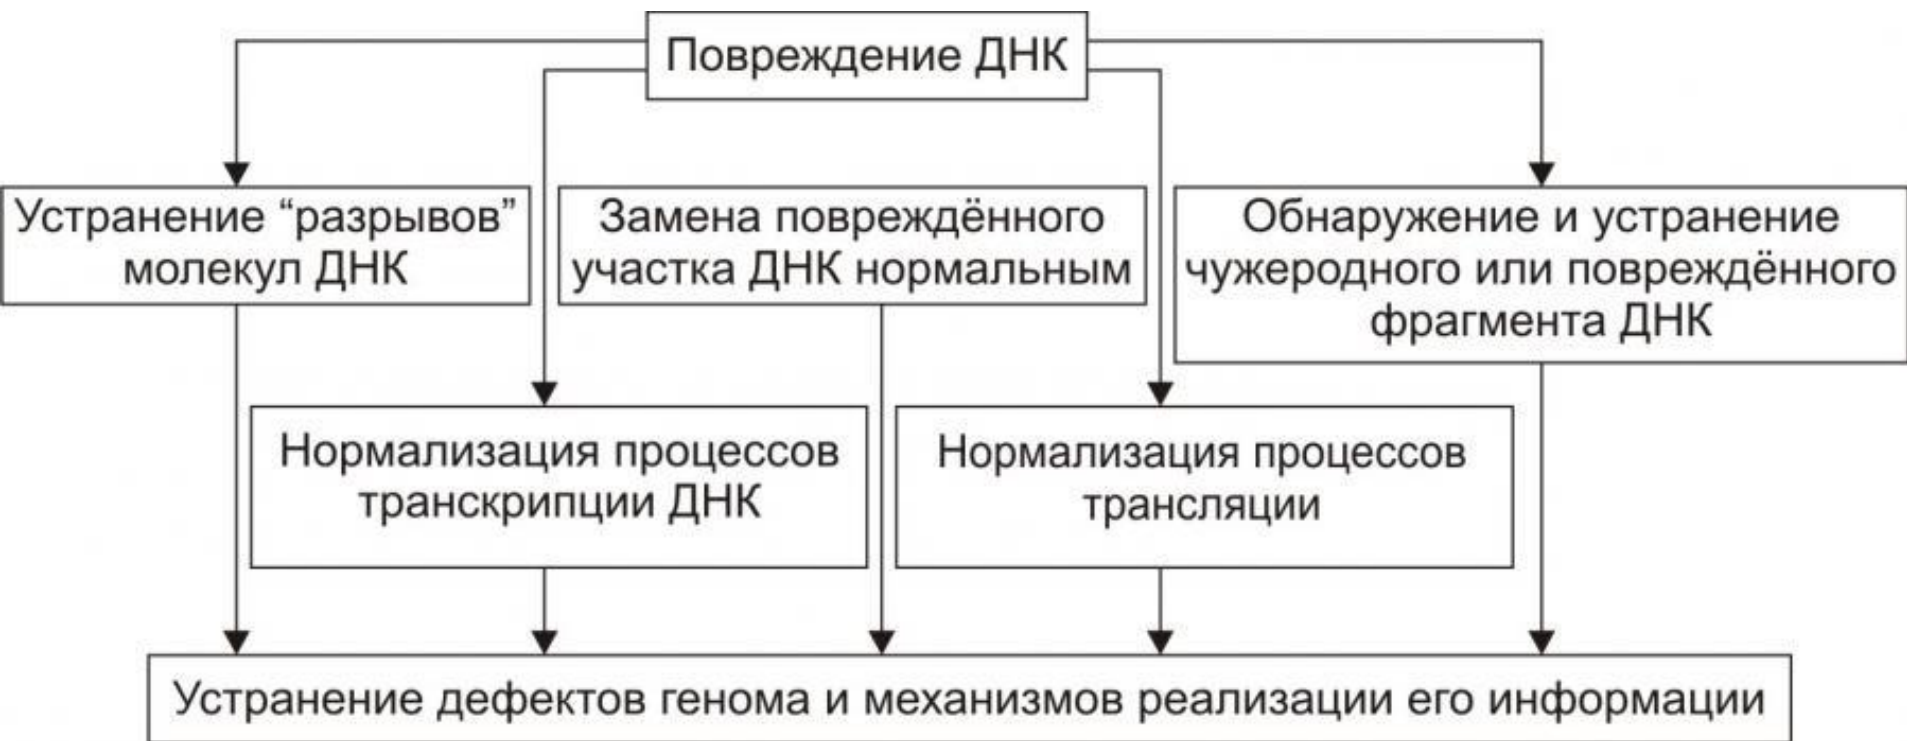 Повреждение ДНК
Устранение “разрывов”
молекул ДНК
Замена повреждённого
участка ДНК нормальным
Обнаружение и устранение
чужеродного или повреждённого
фрагмента ДНК
Нормализация процессов
транскрипции ДНК
Нормализация процессов
трансляции
Устранение дефектов генома и механизмов реализации его информации